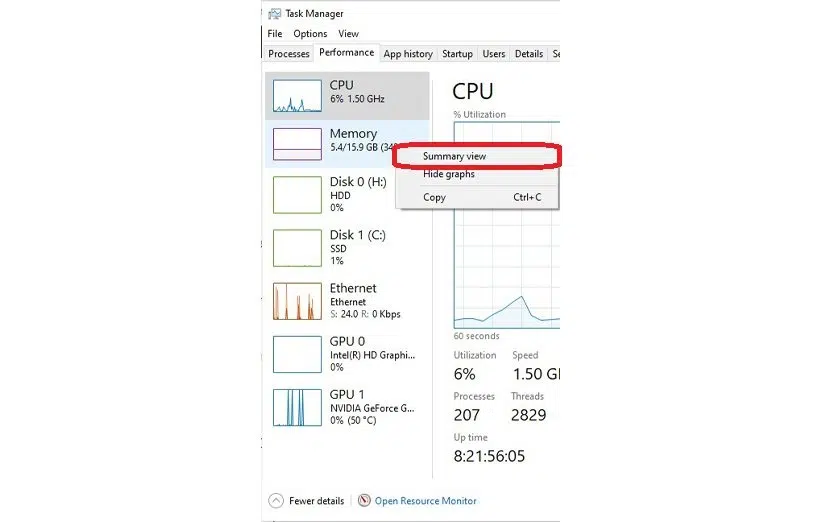 Task Manager
File Options View
Processes Performance App history Startup Users Details
CPU
6% 1.50 GHz
Memory
5.4/15.9 GB
Disk 0 (H:)
HDD
0%
Disk 1 (C:)
SSD
1%
Ethernet
Ethernet
S: 24.0 R: 0 Kbps
GPU 0
Intel(R) HD Graphi...
0%
GPU 1
NVIDIA GeForce G...
0% (50 °C)
CPU
% Utilization
Summary view
Hide graphs
Copy Ctrl+C
60 seconds
Utilization Speed
6% 1.50
Processes Threads
207 2829
Up time
8:21:56:05
Fewer details Open Resource Monitor